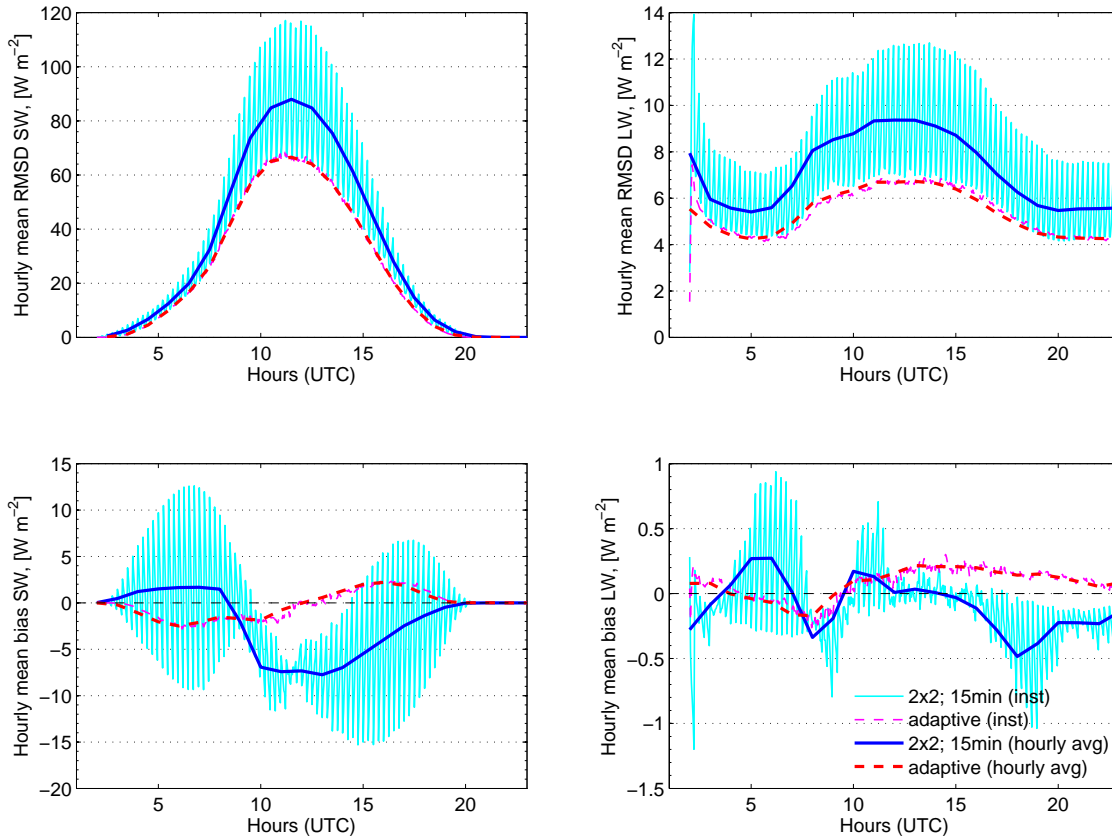 120
100
80
60
40
20
0
Hourly mean RMSD SW, [W m⁻²]
5 10 15 20
Hours (UTC)
14
12
10
8
6
4
2
0
Hourly mean RMSD LW, [W m⁻²]
5 10 15 20
Hours (UTC)
15
10
5
0
−5
−10
−15
−20
Hourly mean bias SW, [W m⁻²]
5 10 15 20
Hours (UTC)
1
0.5
0
−0.5
−1
−1.5
Hourly mean bias LW, [W m⁻²]
2x2; 15min (inst)
adaptive (inst)
2x2; 15min (hourly avg)
adaptive (hourly avg)
5 10 15 20
Hours (UTC)